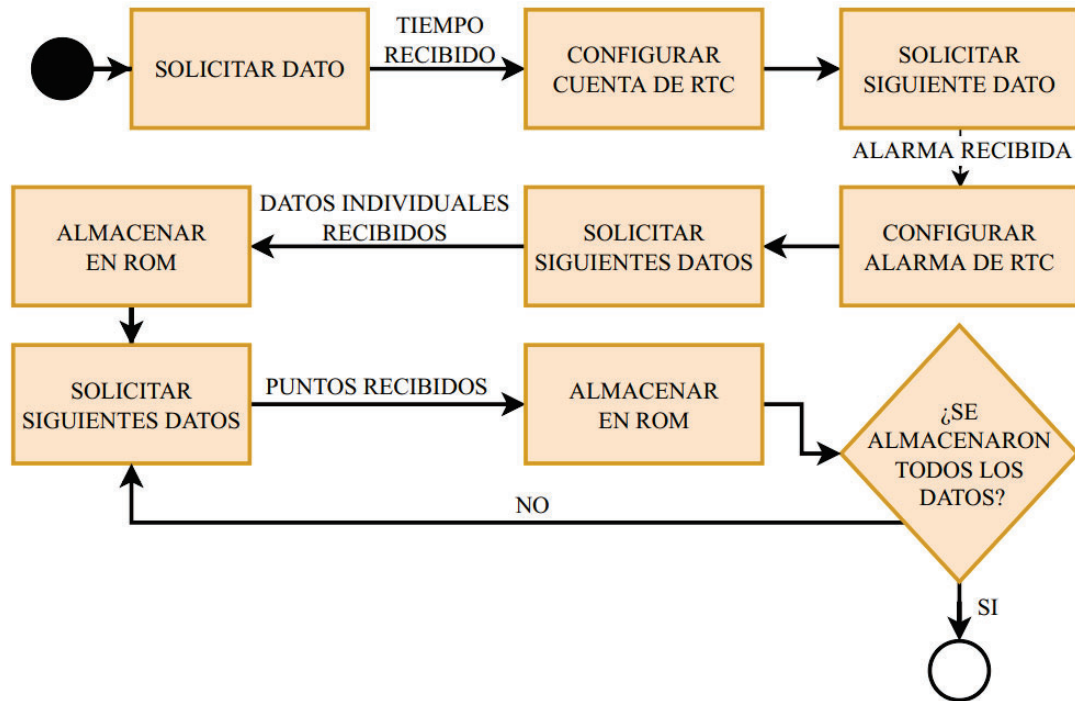 SOLICITAR DATO
TIEMPO
RECIBIDO
CONFIGURAR
CUENTA DE RTC
SOLICITAR
SIGUIENTE DATO
ALARMA RECIBIDA
CONFIGURAR
ALARMA DE RTC
SOLICITAR
SIGUIENTES DATOS
DATOS INDIVIDUALES
RECIBIDOS
ALMACENAR
EN ROM
SOLICITAR
SIGUIENTES DATOS
PUNTOS RECIBIDOS
ALMACENAR
EN ROM
¿SE
ALMACENARON
TODOS LOS
DATOS?
NO
SI